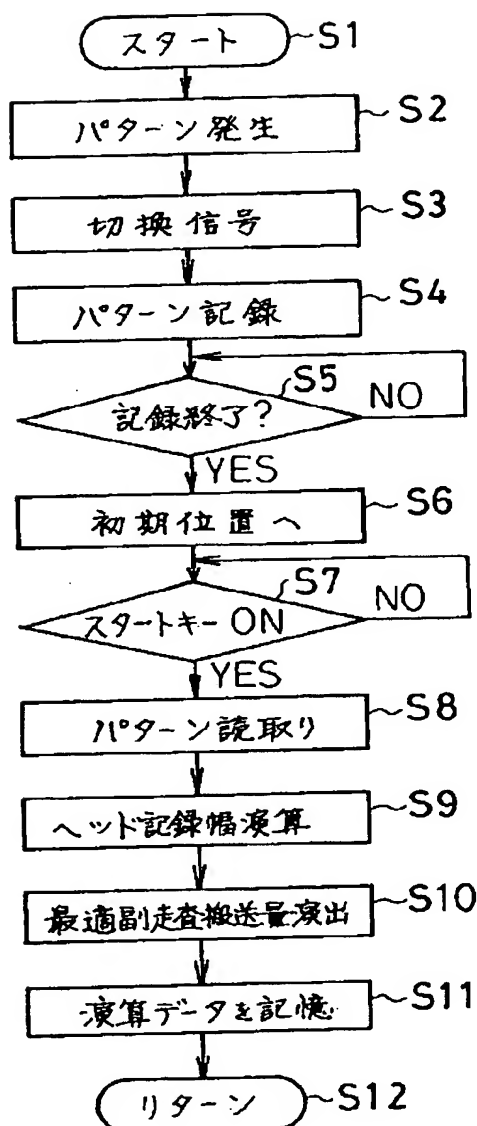 スタート S1
パターン発生 S2
切換信号 S3
パターン記録 S4
S5
記録終了? NO
YES
初期位置へ S6
S7
スタートキー ON NO
YES
パターン読取り S8
ヘッド記録幅演算 S9
最適副走査搬送量演出 S10
演算データを記憶 S11
リターン S12